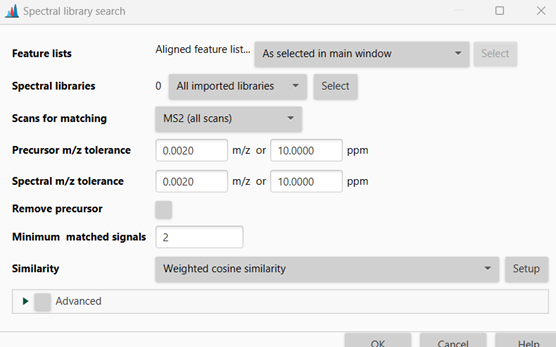 Spectral library search
Feature lists Aligned feature list... As selected in main window Select
Spectral libraries 0 All imported libraries Select
Scans for matching MS2 (all scans)
Precursor m/z tolerance 0.0020 m/z or 10.0000 ppm
Spectral m/z tolerance 0.0020 m/z or 10.0000 ppm
Remove precursor
Minimum matched signals 2
Similarity Weighted cosine similarity Setup
Advanced
OK Cancel Help